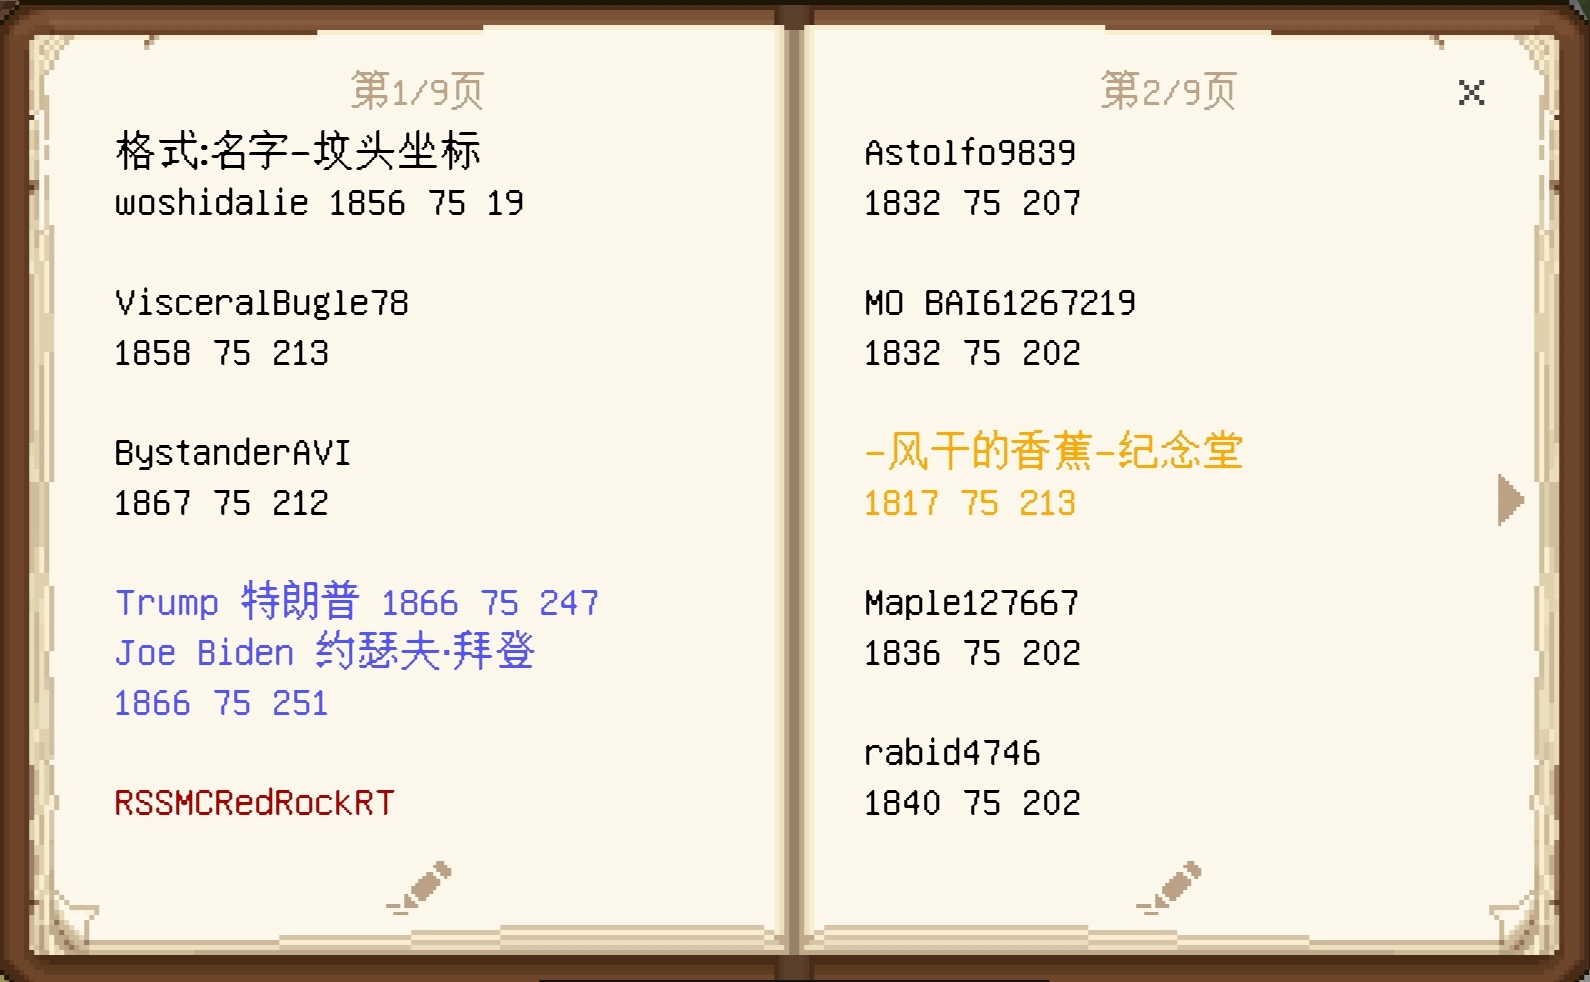 第1/9页
格式:名字-坟头坐标
woshidalie 1856 75 19
VisceralBugle78
1858 75 213
BystanderAVI
1867 75 212
Trump 特朗普 1866 75 247
Joe Biden 约瑟夫·拜登
1866 75 251
RSSMCRedRockRT
第2/9页
Astolfo9839
1832 75 207
MO BAI61267219
1832 75 202
-风干的香蕉-纪念堂
1817 75 213
Maple127667
1836 75 202
rabid4746
1840 75 202